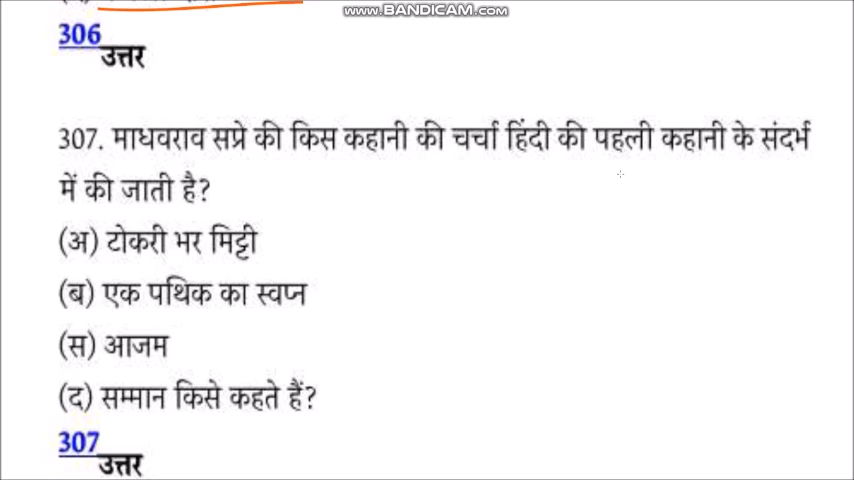 WWW.BANDICAM.COM
306
उत्तर
307. माधवराव सप्रे की किस कहानी की चर्चा हिंदी की पहली कहानी के संदर्भ
में की जाती है?
(अ) टोकरी भर मिट्टी
(ब) एक पथिक का स्वप्न
(स) आजम
(द) सम्मान किसे कहते हैं?
307
उत्तर